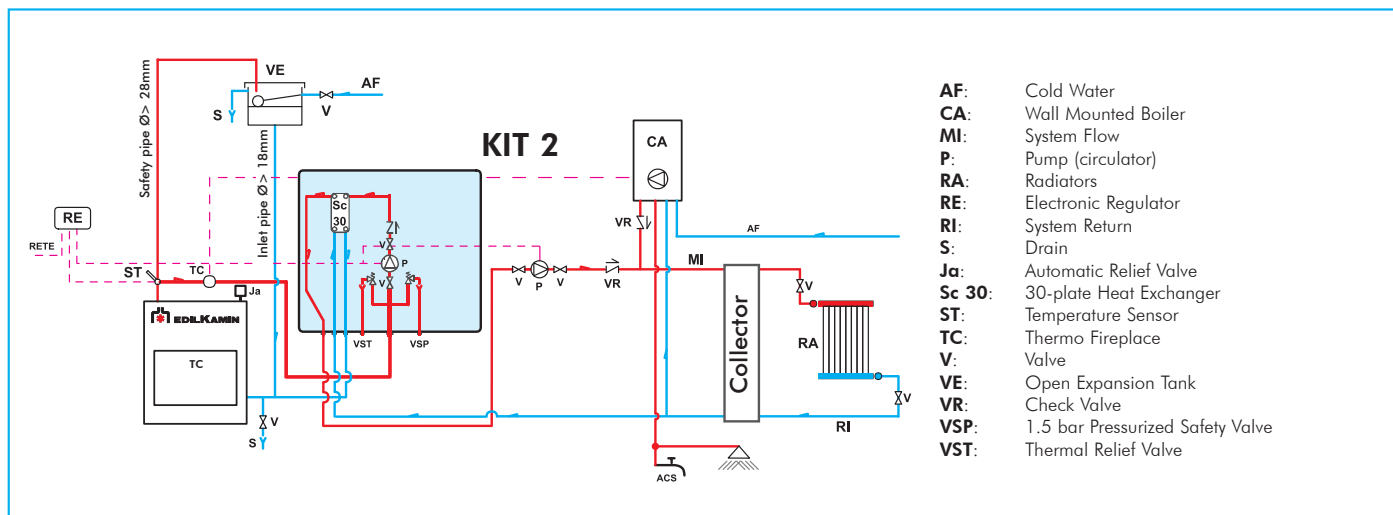 VE
AF
S
V
Safety pipe Ø> 28mm
Inlet pipe Ø> 18mm
KIT 2
CA
Sc
30
RE
RETE
VR
AF
V
P
ST
TC
MI
V
Ja
V
V
P
VR
V
EDILKAMIN
TC
VST
VSP
RA
Collector
V
V
S
RI
ACS
AF: Cold Water
CA: Wall Mounted Boiler
MI: System Flow
P: Pump (circulator)
RA: Radiators
RE: Electronic Regulator
RI: System Return
S: Drain
Ja: Automatic Relief Valve
Sc 30: 30-plate Heat Exchanger
ST: Temperature Sensor
TC: Thermo Fireplace
V: Valve
VE: Open Expansion Tank
VR: Check Valve
VSP: 1.5 bar Pressurized Safety Valve
VST: Thermal Relief Valve